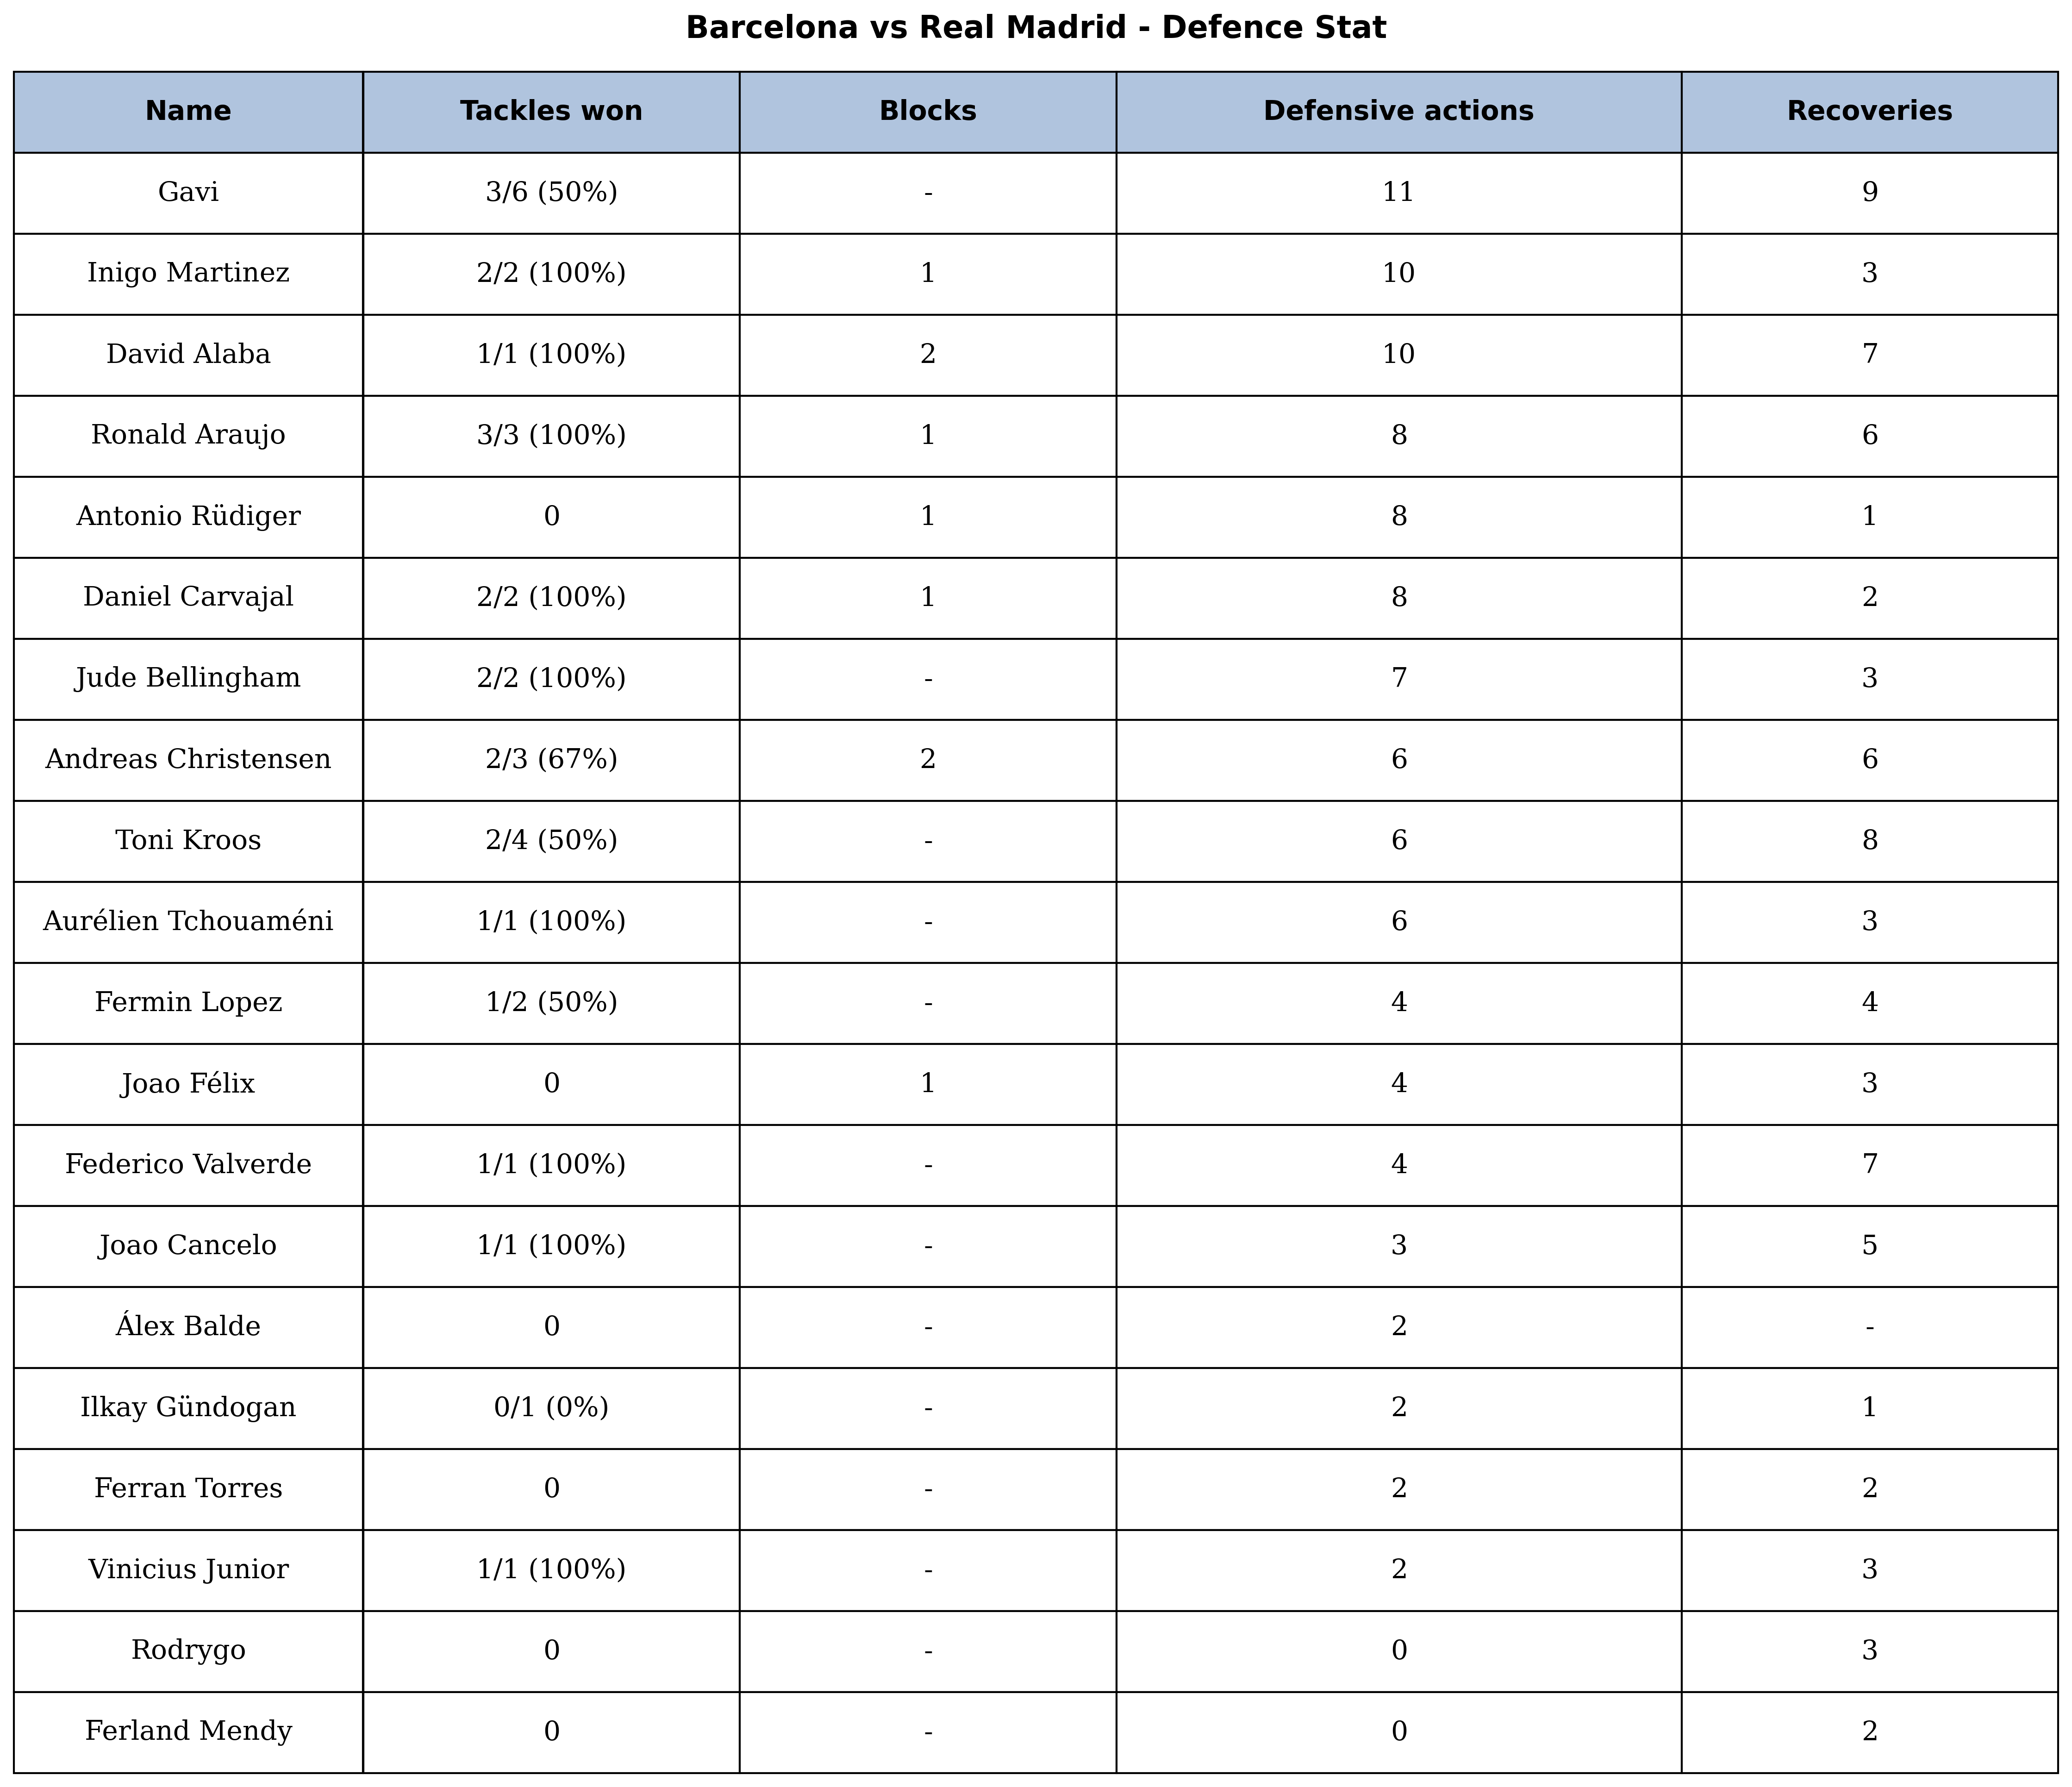 Barcelona vs Real Madrid - Defence Stat
Name Tackles won Blocks Defensive actions Recoveries
Gavi 3/6 (50%) - 11 9
Inigo Martinez 2/2 (100%) 1 10 3
David Alaba 1/1 (100%) 2 10 7
Ronald Araujo 3/3 (100%) 1 8 6
Antonio Rüdiger 0 1 8 1
Daniel Carvajal 2/2 (100%) 1 8 2
Jude Bellingham 2/2 (100%) - 7 3
Andreas Christensen 2/3 (67%) 2 6 6
Toni Kroos 2/4 (50%) - 6 8
Aurélien Tchouaméni 1/1 (100%) - 6 3
Fermin Lopez 1/2 (50%) - 4 4
Joao Félix 0 1 4 3
Federico Valverde 1/1 (100%) - 4 7
Joao Cancelo 1/1 (100%) - 3 5
Álex Balde 0 - 2 -
Ilkay Gündogan 0/1 (0%) - 2 1
Ferran Torres 0 - 2 2
Vinicius Junior 1/1 (100%) - 2 3
Rodrygo 0 - 0 3
Ferland Mendy 0 - 0 2